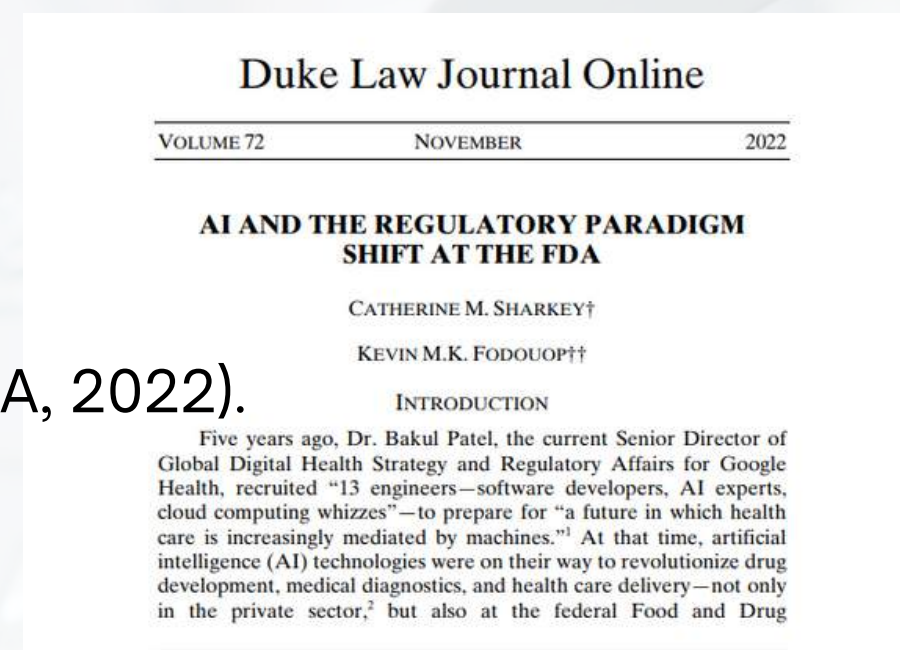 Duke Law Journal Online
VOLUME 72 NOVEMBER 2022
AI AND THE REGULATORY PARADIGM
SHIFT AT THE FDA
CATHERINE M. SHARKEY†
KEVIN M.K. FODOUOP††
A, 2022).
INTRODUCTION
Five years ago, Dr. Bakul Patel, the current Senior Director of
Global Digital Health Strategy and Regulatory Affairs for Google
Health, recruited “13 engineers—software developers, AI experts,
cloud computing whizzes”—to prepare for “a future in which health
care is increasingly mediated by machines.”¹ At that time, artificial
intelligence (AI) technologies were on their way to revolutionize drug
development, medical diagnostics, and health care delivery—not only
in the private sector,² but also at the federal Food and Drug